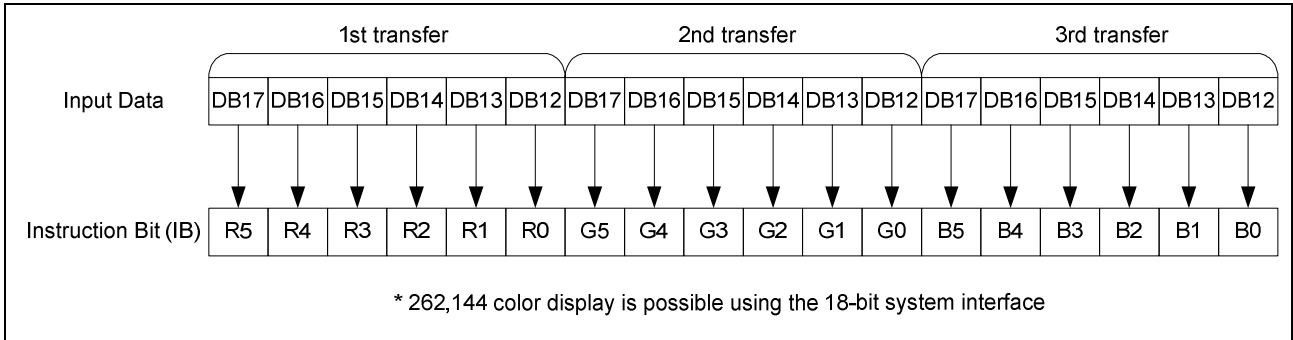 1st transfer 2nd transfer 3rd transfer
Input Data DB17 DB16 DB15 DB14 DB13 DB12 DB17 DB16 DB15 DB14 DB13 DB12 DB17 DB16 DB15 DB14 DB13 DB12
Instruction Bit (IB) R5 R4 R3 R2 R1 R0 G5 G4 G3 G2 G1 G0 B5 B4 B3 B2 B1 B0
* 262,144 color display is possible using the 18-bit system interface